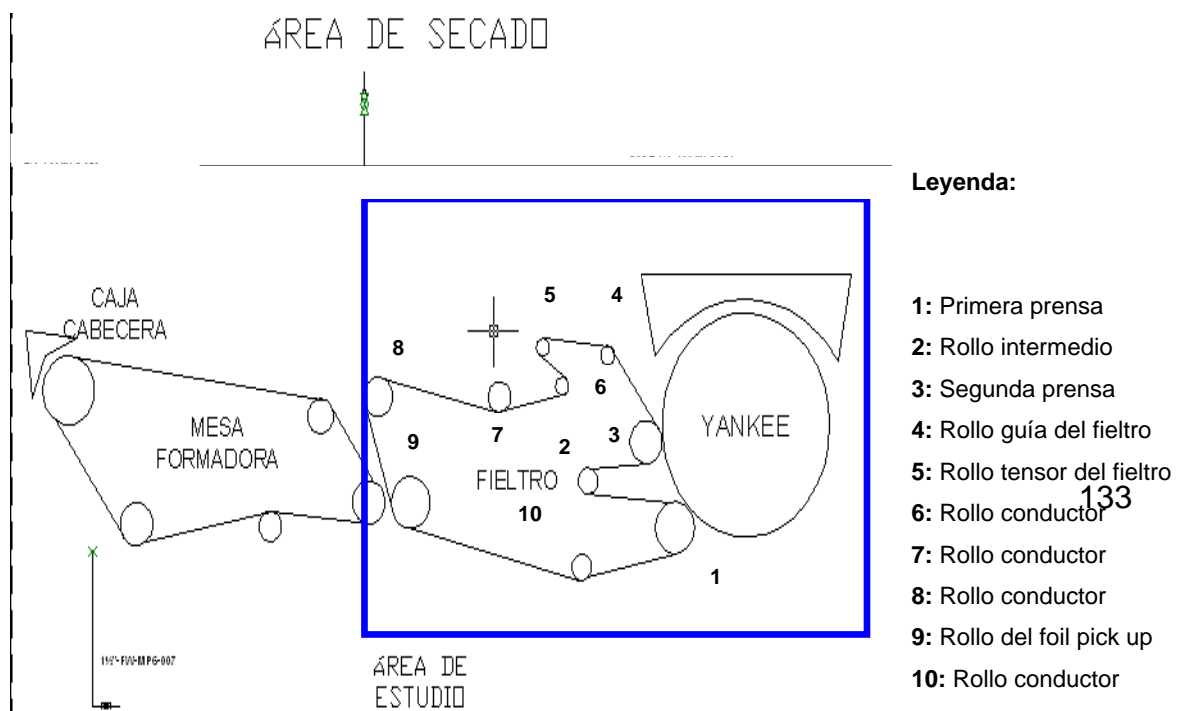 ÁREA DE SECADO
CAJA
CABECERA
MESA
FORMADORA
5
4
8
6
7
9
2
3
FIELTRO
10
1
YANKEE
ÁREA DE
ESTUDIO
Leyenda:
1: Primera prensa
2: Rollo intermedio
3: Segunda prensa
4: Rollo guía del fieltro
5: Rollo tensor del fieltro
133
6: Rollo conductor
7: Rollo conductor
8: Rollo conductor
9: Rollo del foil pick up
10: Rollo conductor